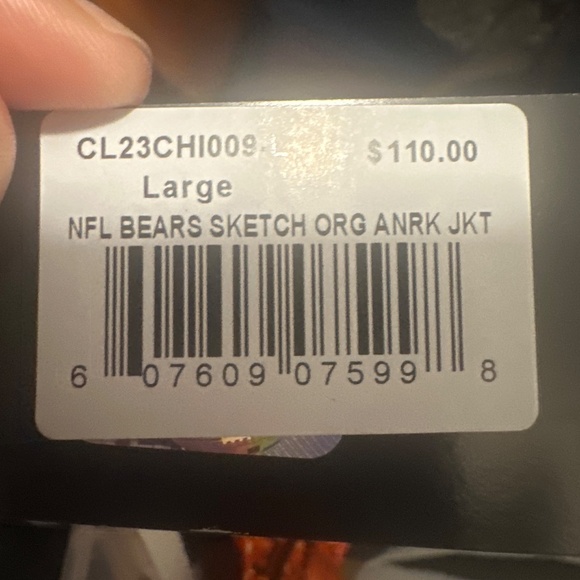 CL23CHI009 $110.00
Large
NFL BEARS SKETCH ORG ANRK JKT
6 07609 07599 8